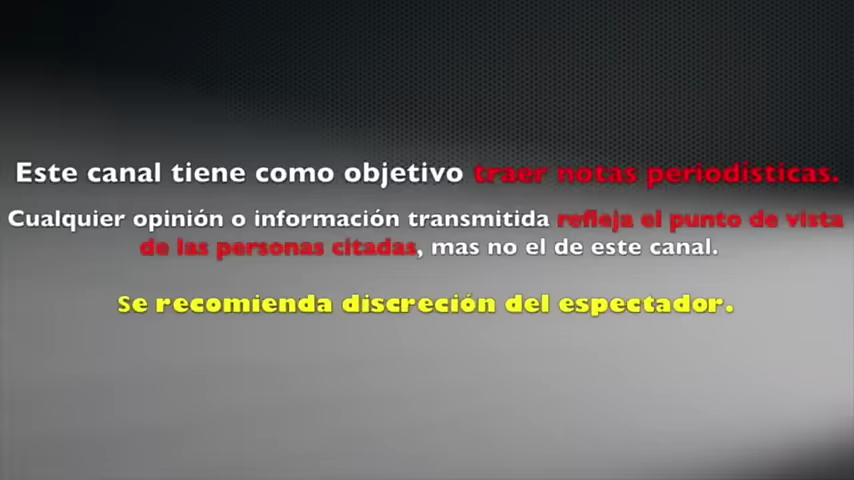 Este canal tiene como objetivo traer notas periodísticas.
Cualquier opinión o información transmitida refleja el punto de vista
de las personas citadas, mas no el de este canal.
Se recomienda discreción del espectador.